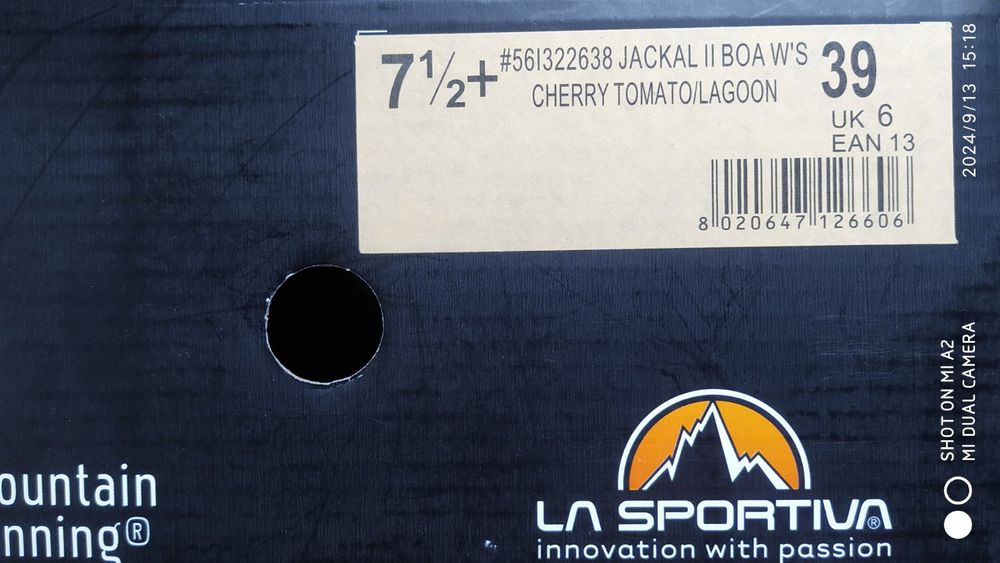 7½+
#56I322638 JACKAL II BOA W'S
CHERRY TOMATO/LAGOON
39
UK 6
EAN 13
8 020647 126606
ountain
nning®
LA SPORTIVA®
innovation with passion
2024/9/13 15:18
SHOT ON MI A2
MI DUAL CAMERA